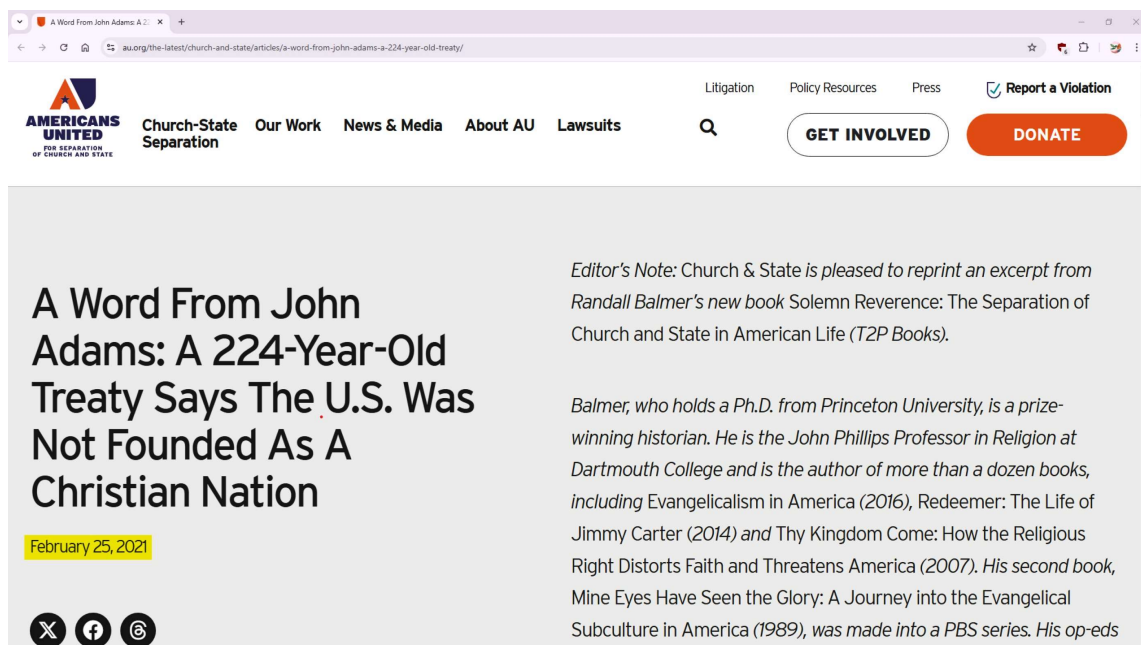 A Word From John Adams: A 22
au.org/the-latest/church-and-state/articles/a-word-from-john-adams-a-224-year-old-treaty/
Litigation Policy Resources Press Report a Violation
AMERICANS
UNITED
FOR SEPARATION
OF CHURCH AND STATE
Church-State
Separation
Our Work News & Media About AU Lawsuits
GET INVOLVED
DONATE
A Word From John
Adams: A 224-Year-Old
Treaty Says The U.S. Was
Not Founded As A
Christian Nation
February 25, 2021
Editor's Note: Church & State is pleased to reprint an excerpt from
Randall Balmer's new book Solemn Reverence: The Separation of
Church and State in American Life (T2P Books).
Balmer, who holds a Ph.D. from Princeton University, is a prize-
winning historian. He is the John Phillips Professor in Religion at
Dartmouth College and is the author of more than a dozen books,
including Evangelicalism in America (2016), Redeemer: The Life of
Jimmy Carter (2014) and Thy Kingdom Come: How the Religious
Right Distorts Faith and Threatens America (2007). His second book,
Mine Eyes Have Seen the Glory: A Journey into the Evangelical
Subculture in America (1989), was made into a PBS series. His op-eds